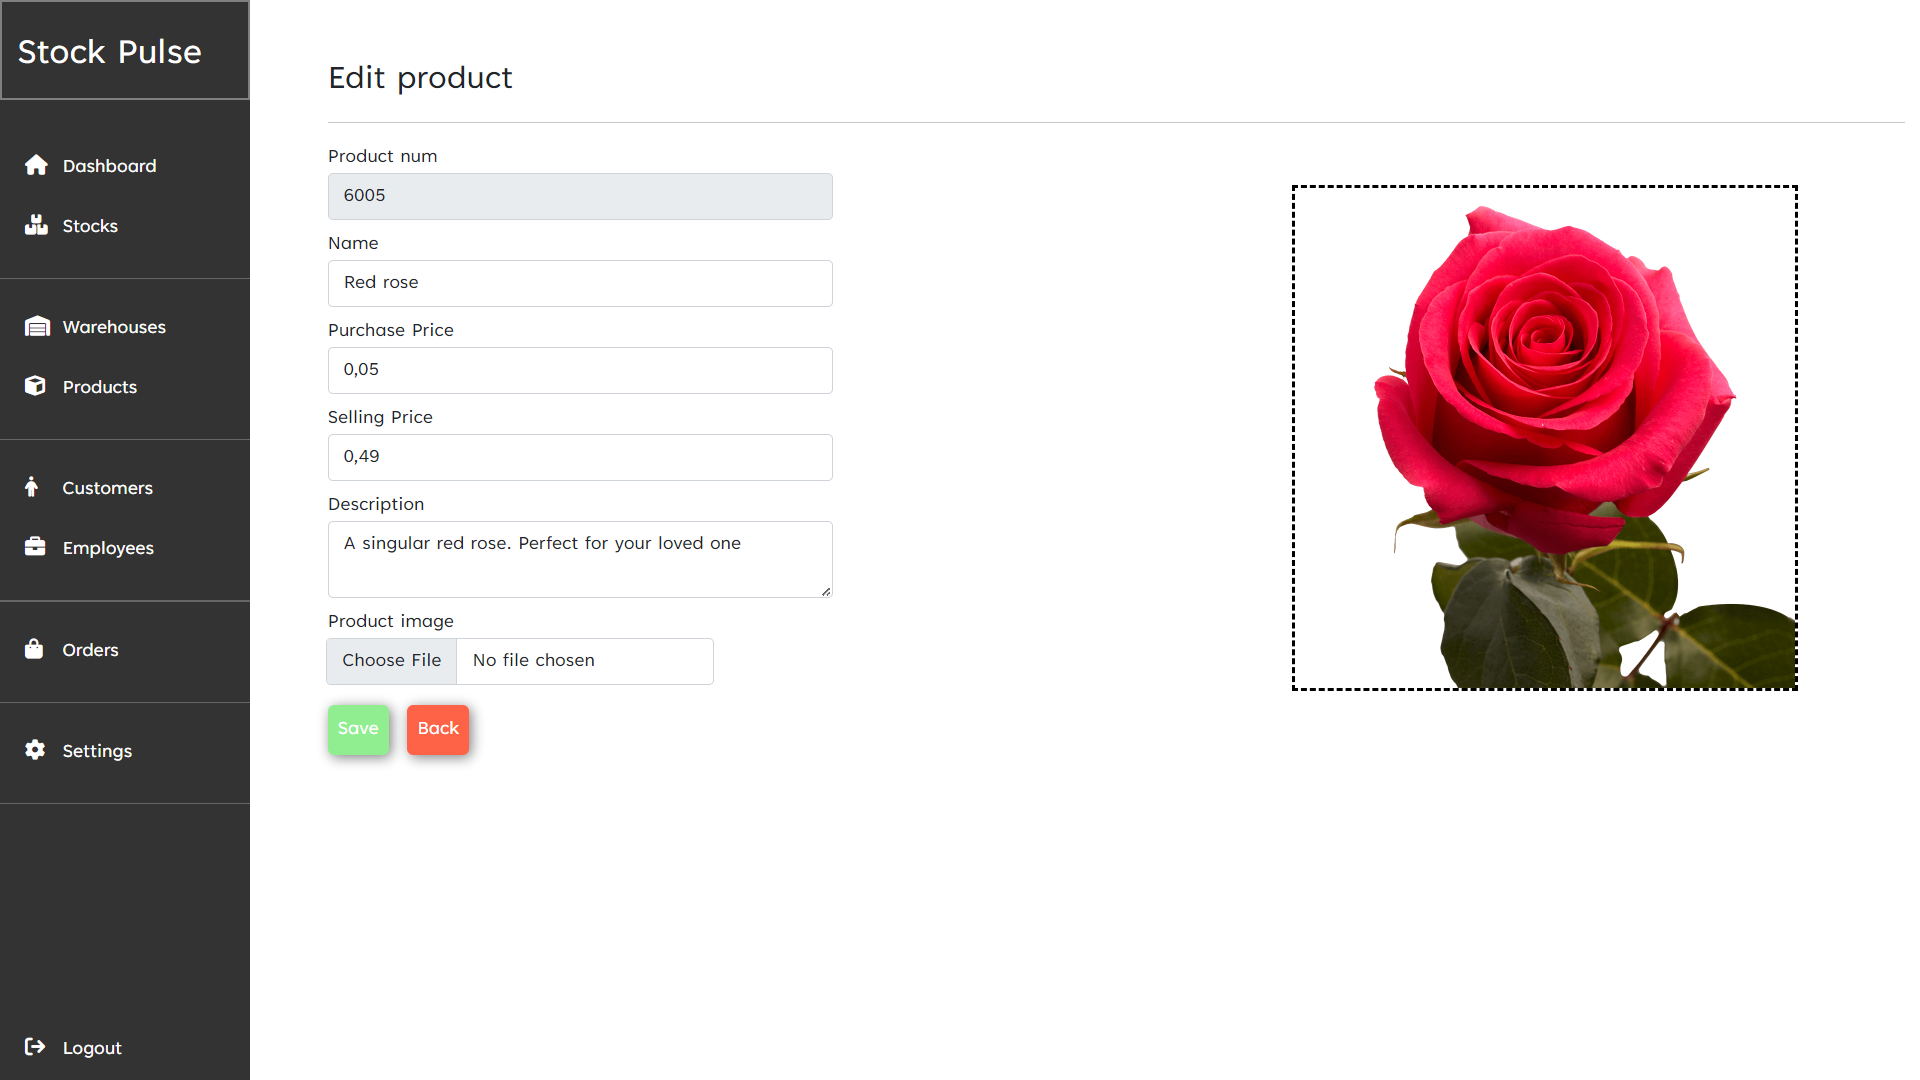 Stock Pulse
Dashboard
Stocks
Warehouses
Products
Customers
Employees
Orders
Settings
Logout
Edit product
Product num
6005
Name
Red rose
Purchase Price
0,05
Selling Price
0,49
Description
A singular red rose. Perfect for your loved one
Product image
Choose File No file chosen
Save Back